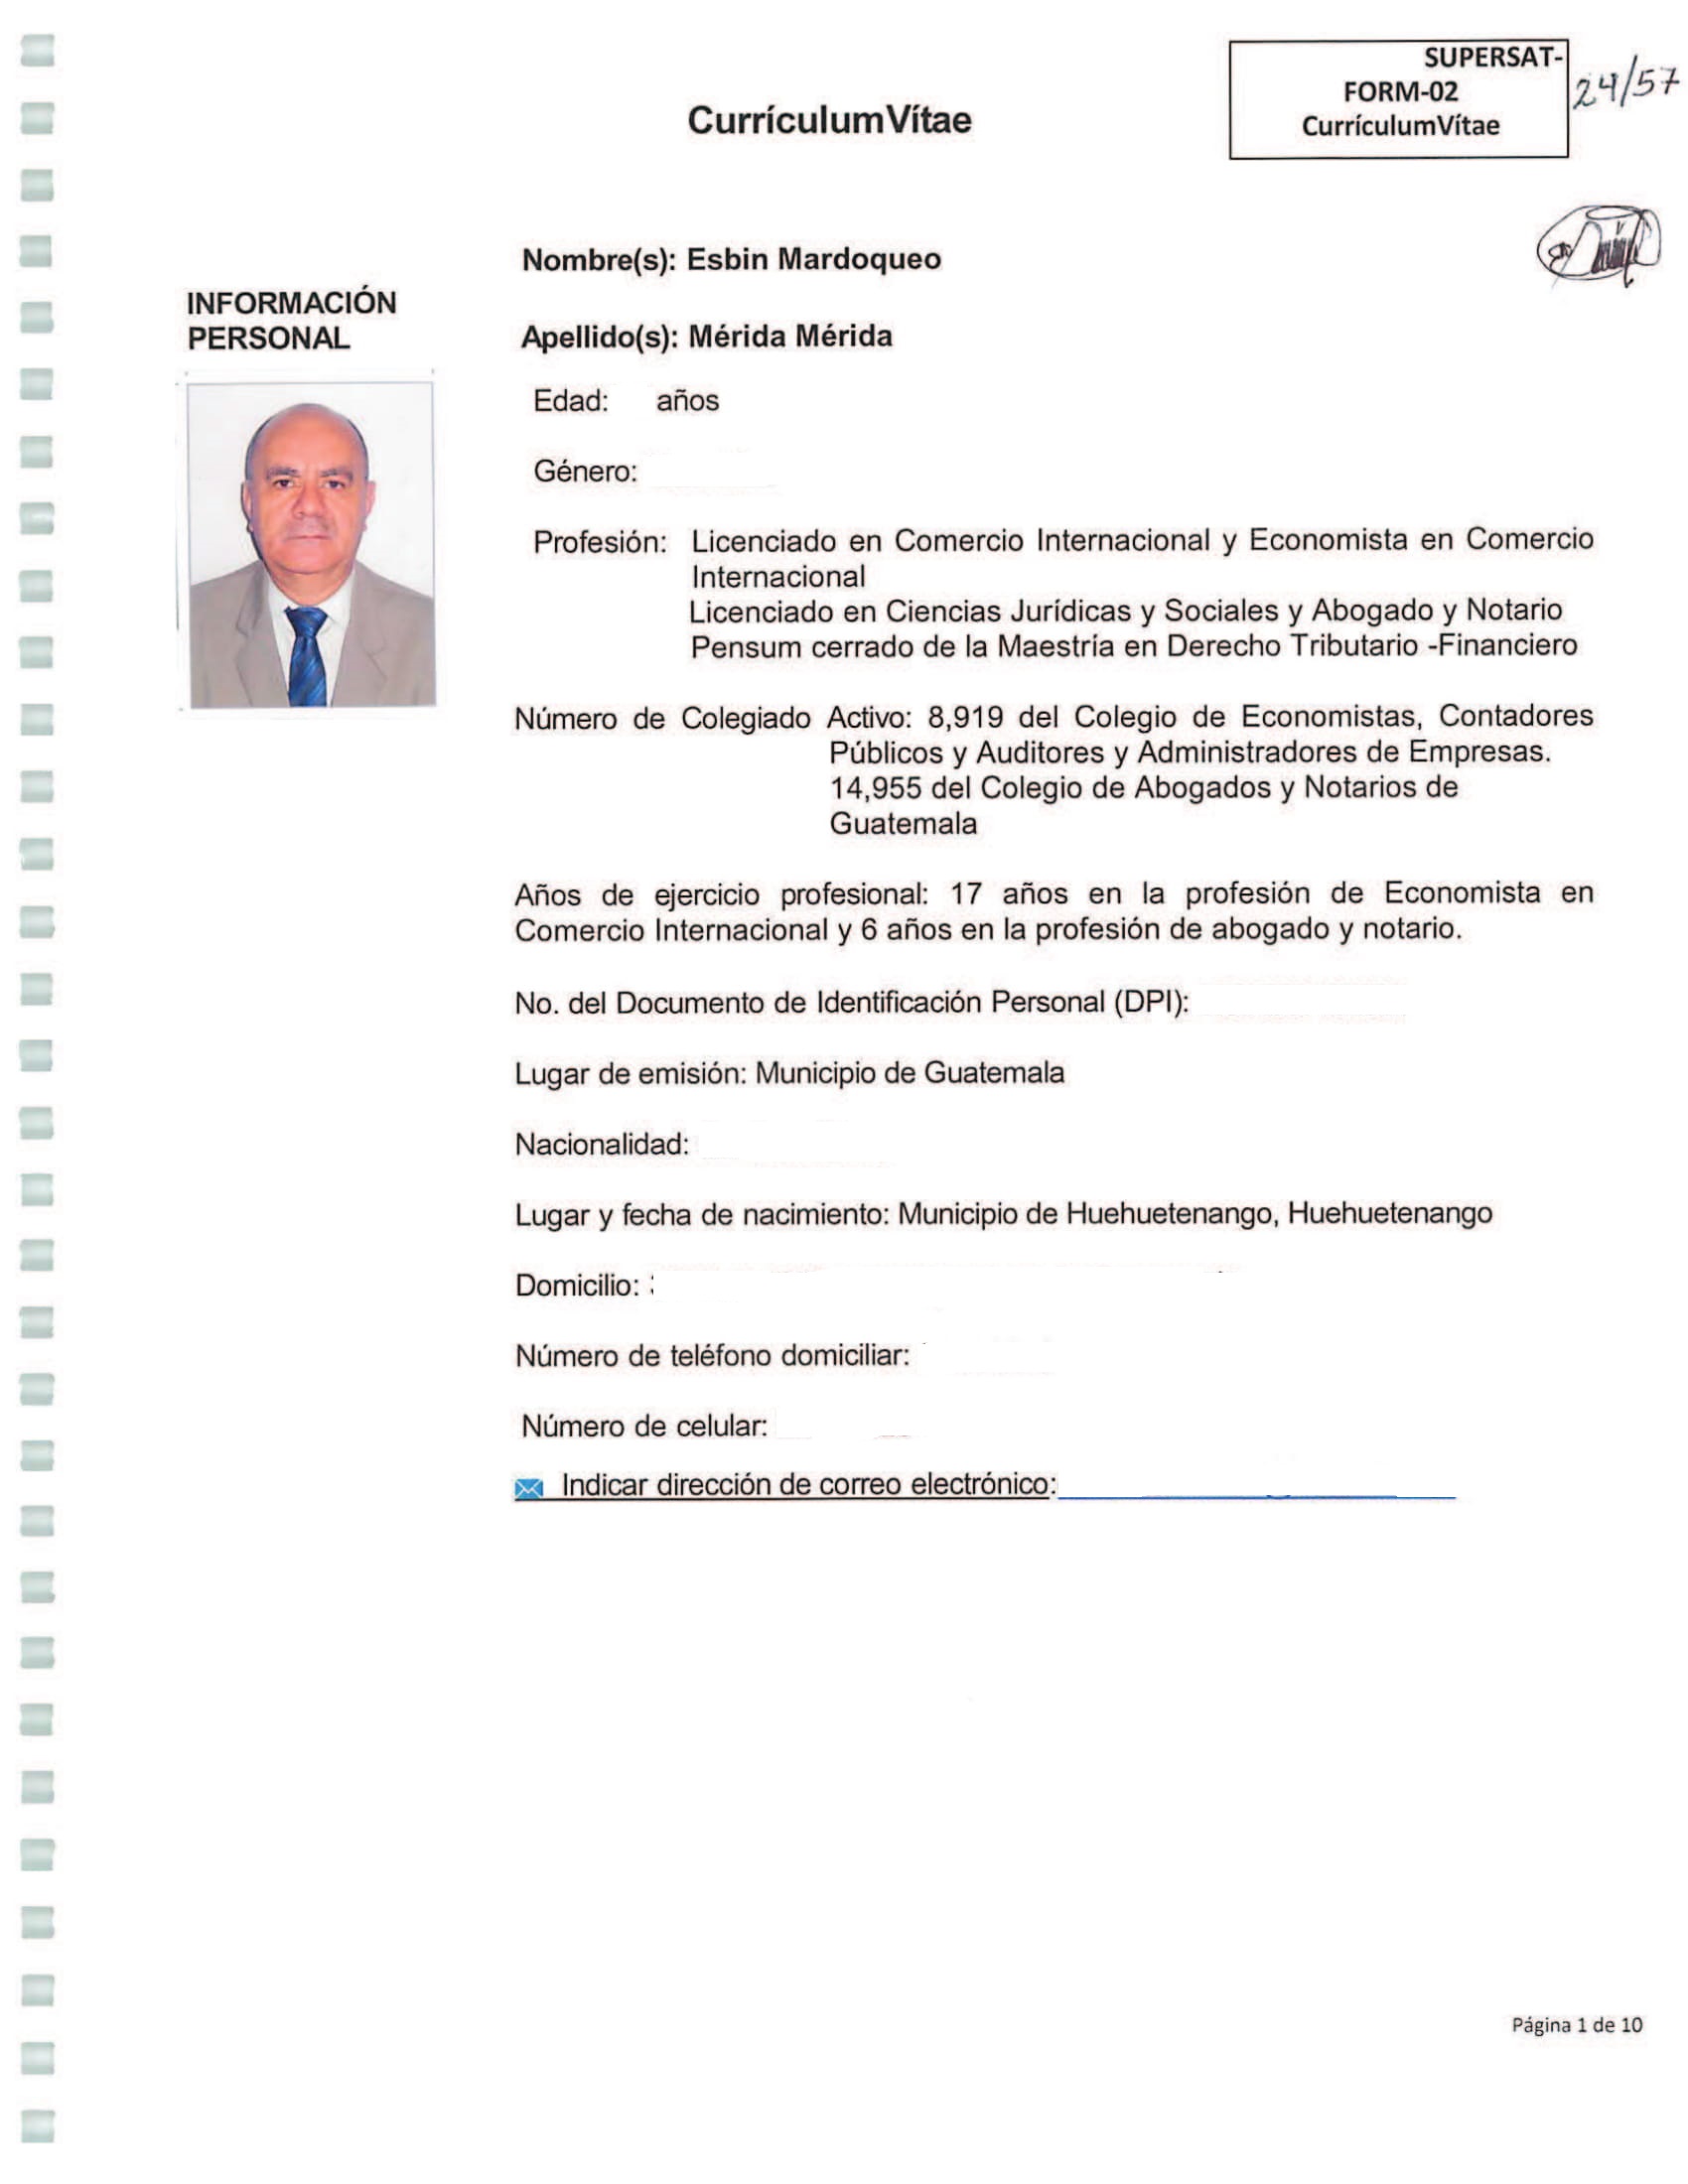 SUPERSAT-
FORM-02
CurrículumVítae
24/57
CurrículumVítae
INFORMACIÓN
PERSONAL
Nombre(s): Esbin Mardoqueo
Apellido(s): Mérida Mérida
Edad: años
Género:
Profesión: Licenciado en Comercio Internacional y Economista en Comercio
Internacional
Licenciado en Ciencias Jurídicas y Sociales y Abogado y Notario
Pensum cerrado de la Maestría en Derecho Tributario -Financiero
Número de Colegiado Activo: 8,919 del Colegio de Economistas, Contadores
Públicos y Auditores y Administradores de Empresas.
14,955 del Colegio de Abogados y Notarios de
Guatemala
Años de ejercicio profesional: 17 años en la profesión de Economista en
Comercio Internacional y 6 años en la profesión de abogado y notario.
No. del Documento de Identificación Personal (DPI):
Lugar de emisión: Municipio de Guatemala
Nacionalidad:
Lugar y fecha de nacimiento: Municipio de Huehuetenango, Huehuetenango
Domicilio:
Número de teléfono domiciliar:
Número de celular:
Indicar dirección de correo electrónico:
Página 1 de 10